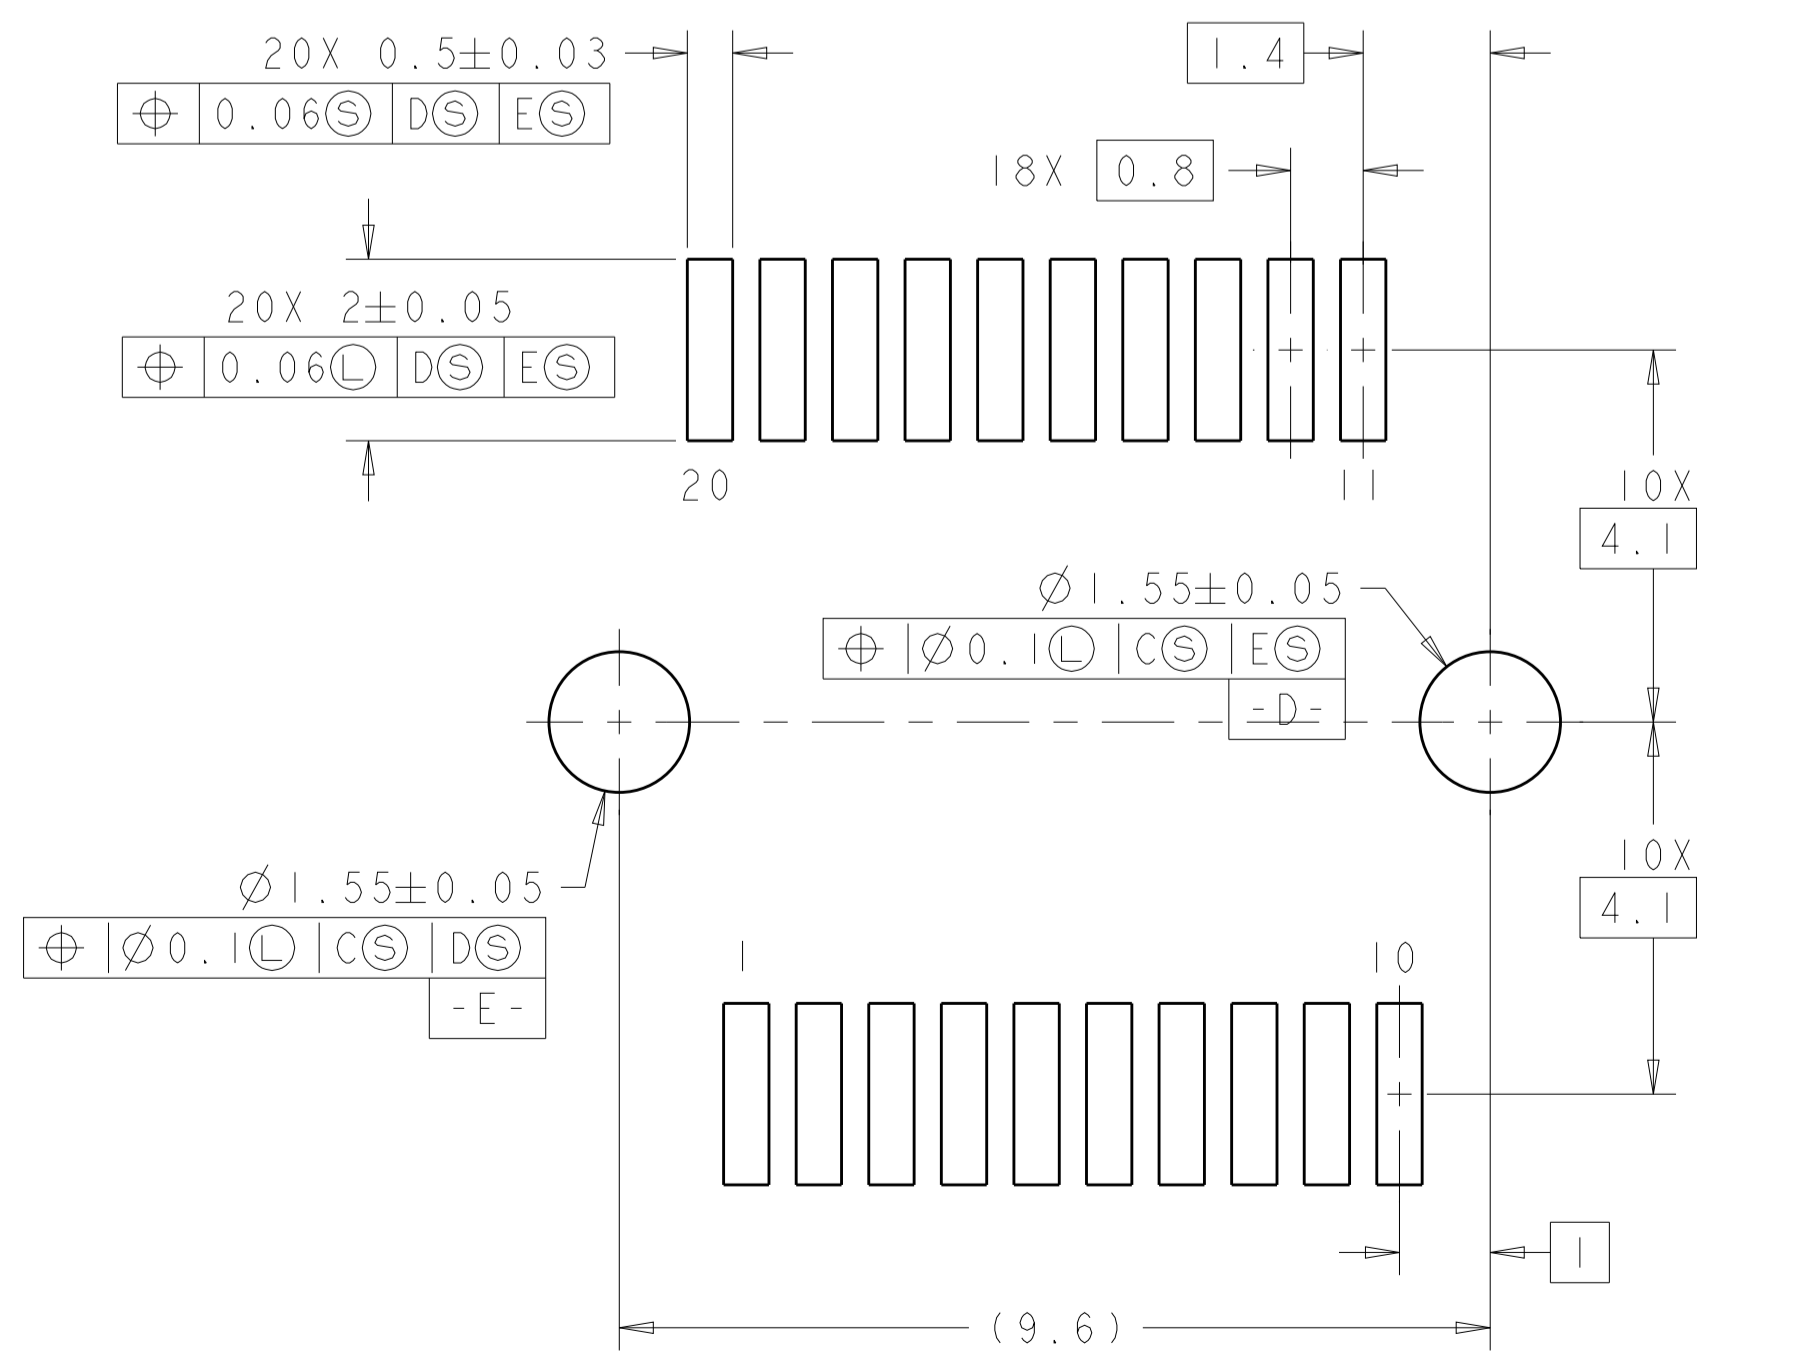 20X 0.5±0.03
⌖ 0.06Ⓢ DⓈ EⓈ
1.4
18X 0.8
20X 2±0.05
⌖ 0.06Ⓛ DⓈ EⓈ
20
11
10X
4.1
Ø1.55±0.05
⌖ Ø0.1Ⓛ CⓈ EⓈ
-D-
10X
4.1
Ø1.55±0.05
⌖ Ø0.1Ⓛ CⓈ DⓈ
-E-
1
10
1
(9.6)